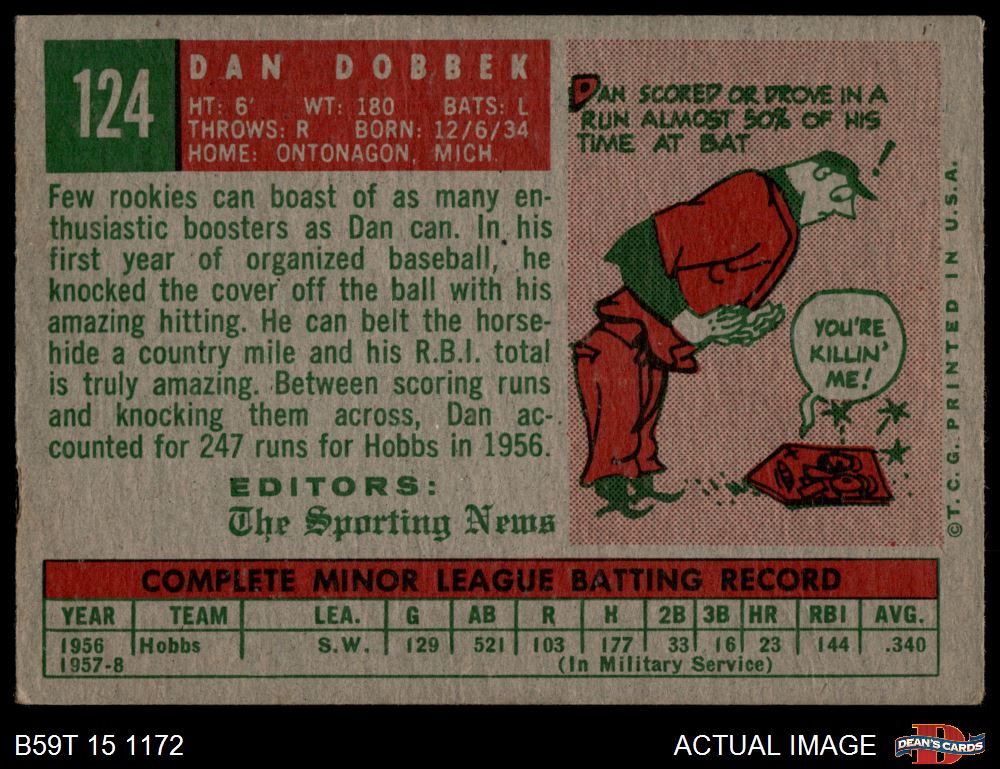 124
DAN DOBBEK
HT: 6' WT: 180 BATS: L
THROWS: R BORN: 12/6/34
HOME: ONTONAGON, MICH.
Few rookies can boast of as many en-
thusiastic boosters as Dan can. In his
first year of organized baseball, he
knocked the cover off the ball with his
amazing hitting. He can belt the horse-
hide a country mile and his R.B.I. total
is truly amazing. Between scoring runs
and knocking them across, Dan ac-
counted for 247 runs for Hobbs in 1956.
EDITORS:
The Sporting News
DAN SCORED OR DROVE IN A
RUN ALMOST 50% OF HIS
TIME AT BAT
!
YOU'RE
KILLIN'
ME!
© T. C. G. PRINTED IN U.S.A.
COMPLETE MINOR LEAGUE BATTING RECORD
YEAR TEAM LEA. G AB R H 2B 3B HR RBI AVG.
1956 Hobbs S.W. 129 521 103 177 33 16 23 144 .340
1957-8 (In Military Service)
B59T 15 1172
ACTUAL IMAGE
D
DEAN'S CARDS